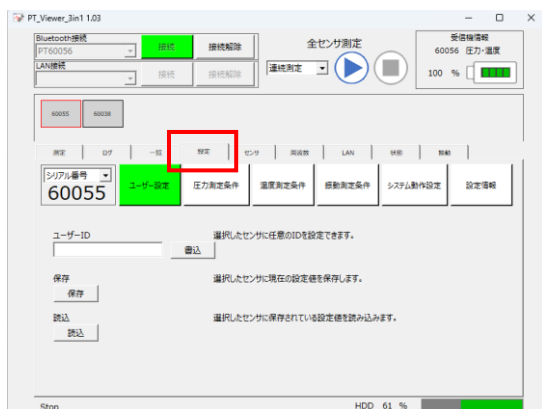 PT_Viewer_3in1 1.03
Bluetooth接続
PT60056
接続
接続解除
LAN接続
接続
接続解除
全センサ測定
連続測定
受信機情報
60056 圧力・温度
100 %
60055
60038
測定
ログ
一覧
設定
センサ
周波数
LAN
状態
無線
シリアル番号
60055
ユーザー設定
圧力測定条件
温度測定条件
振動測定条件
システム動作設定
設定情報
ユーザーID
選択したセンサに任意のIDを設定できます。
書込
保存
選択したセンサに現在の設定値を保存します。
保存
読込
選択したセンサに保存されている設定値を読み込みます。
読込
Stop
HDD 61 %